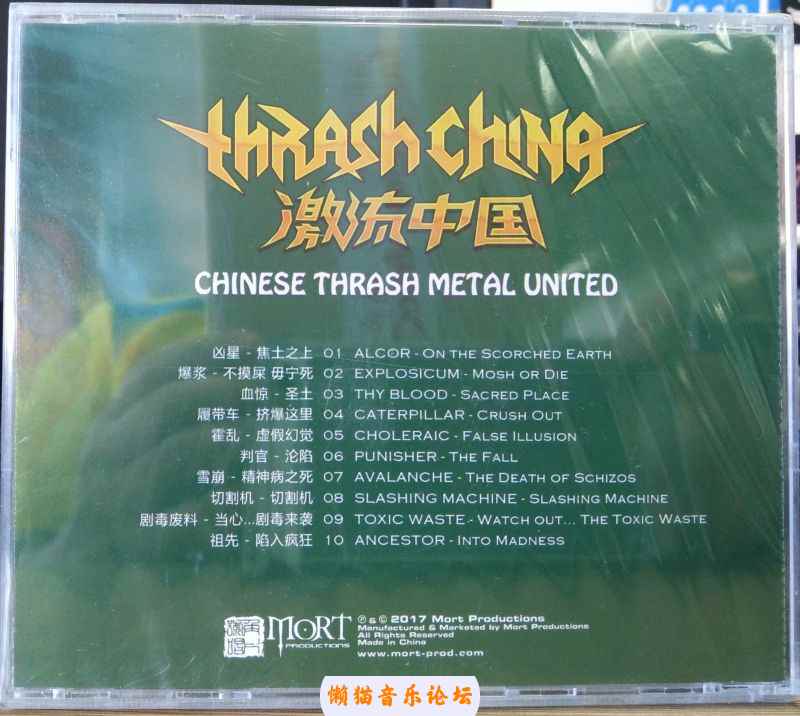 THRASH CHINA
激流中国
CHINESE THRASH METAL UNITED
凶星 - 焦土之上 01 ALCOR - ON THE SCORCHED EARTH
爆浆 - 不摸屎 毋宁死 02 EXPLOSICUM - MOSH OR DIE
血惊 - 圣土 03 THY BLOOD - SACRED PLACE
履带车 - 挤爆这里 04 CATERPILLAR - CRUSH OUT
霍乱 - 虚假幻觉 05 CHOLERAIC - FALSE ILLUSION
判官 - 沦陷 06 PUNISHER - THE FALL
雪崩 - 精神病之死 07 AVALANCHE - THE DEATH OF SCHIZOS
切割机 - 切割机 08 SLASHING MACHINE - SLASHING MACHINE
剧毒废料 - 当心...剧毒来袭 09 TOXIC WASTE - WATCH OUT... THE TOXIC WASTE
祖先 - 陷入疯狂 10 ANCESTOR - INTO MADNESS
MORT
PRODUCTIONS
℗ & © 2017 Mort Productions
Manufactured & Marketed by Mort Productions
All Rights Reserved
Made in China
www.mort-prod.com
懒猫音乐论坛